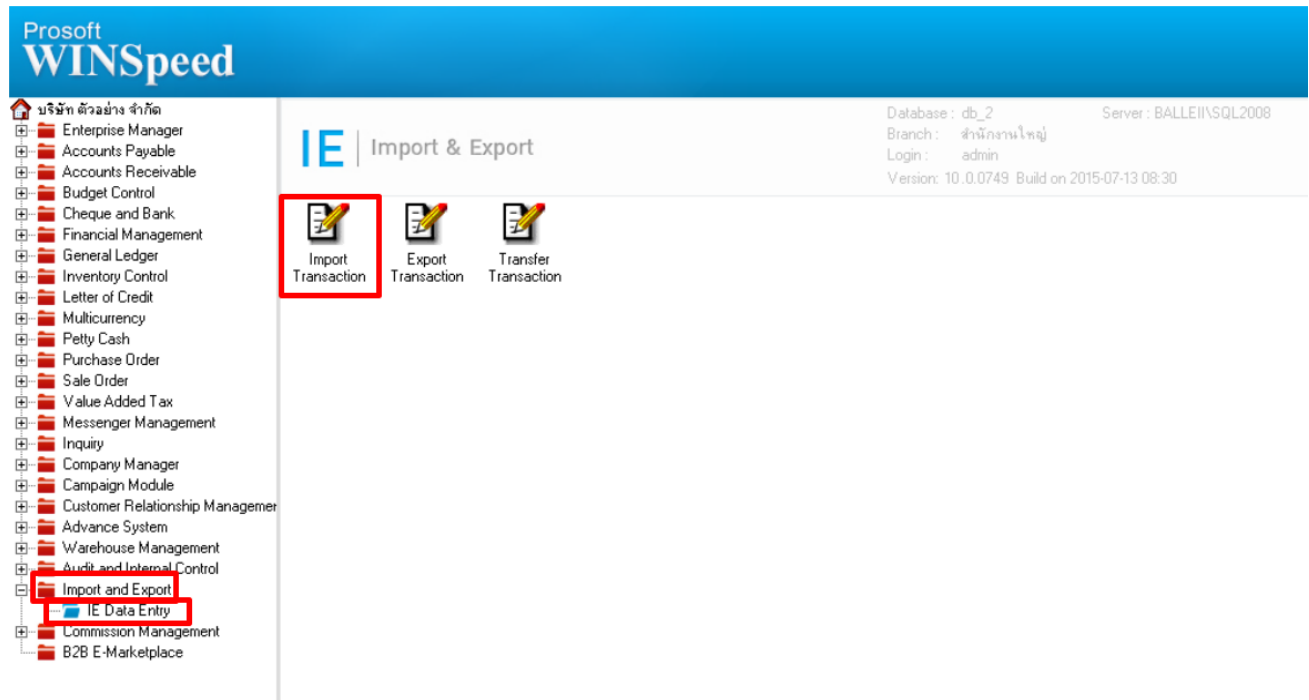 Prosoft
WINSpeed
บริษัท ตัวอย่าง จำกัด
Enterprise Manager
Accounts Payable
Accounts Receivable
Budget Control
Cheque and Bank
Financial Management
General Ledger
Inventory Control
Letter of Credit
Multicurrency
Petty Cash
Purchase Order
Sale Order
Value Added Tax
Messenger Management
Inquiry
Company Manager
Campaign Module
Customer Relationship Managemer
Advance System
Warehouse Management
Audit and Internal Control
Import and Export
IE Data Entry
Commission Management
B2B E-Marketplace
IE Import & Export
Database : db_2 Server : BALLEII\SQL2008
Branch : สำนักงานใหญ่
Login : admin
Version: 10.0.0749 Build on 2015-07-13 08:30
Import
Transaction
Export
Transaction
Transfer
Transaction